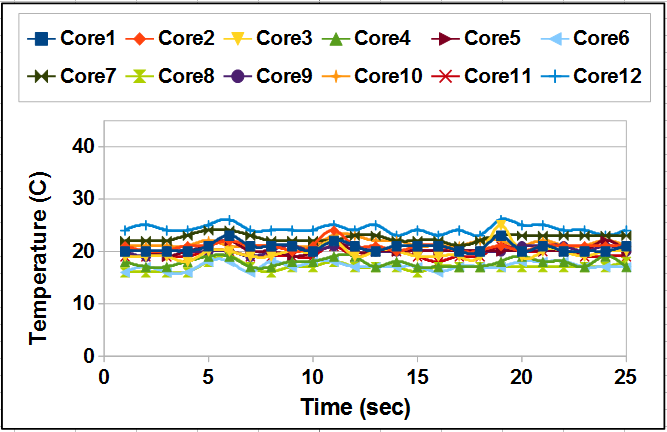 Core1 Core2 Core3 Core4 Core5 Core6
Core7 Core8 Core9 Core10 Core11 Core12
Temperature (C)
40
30
20
10
0
0 5 10 15 20 25
Time (sec)